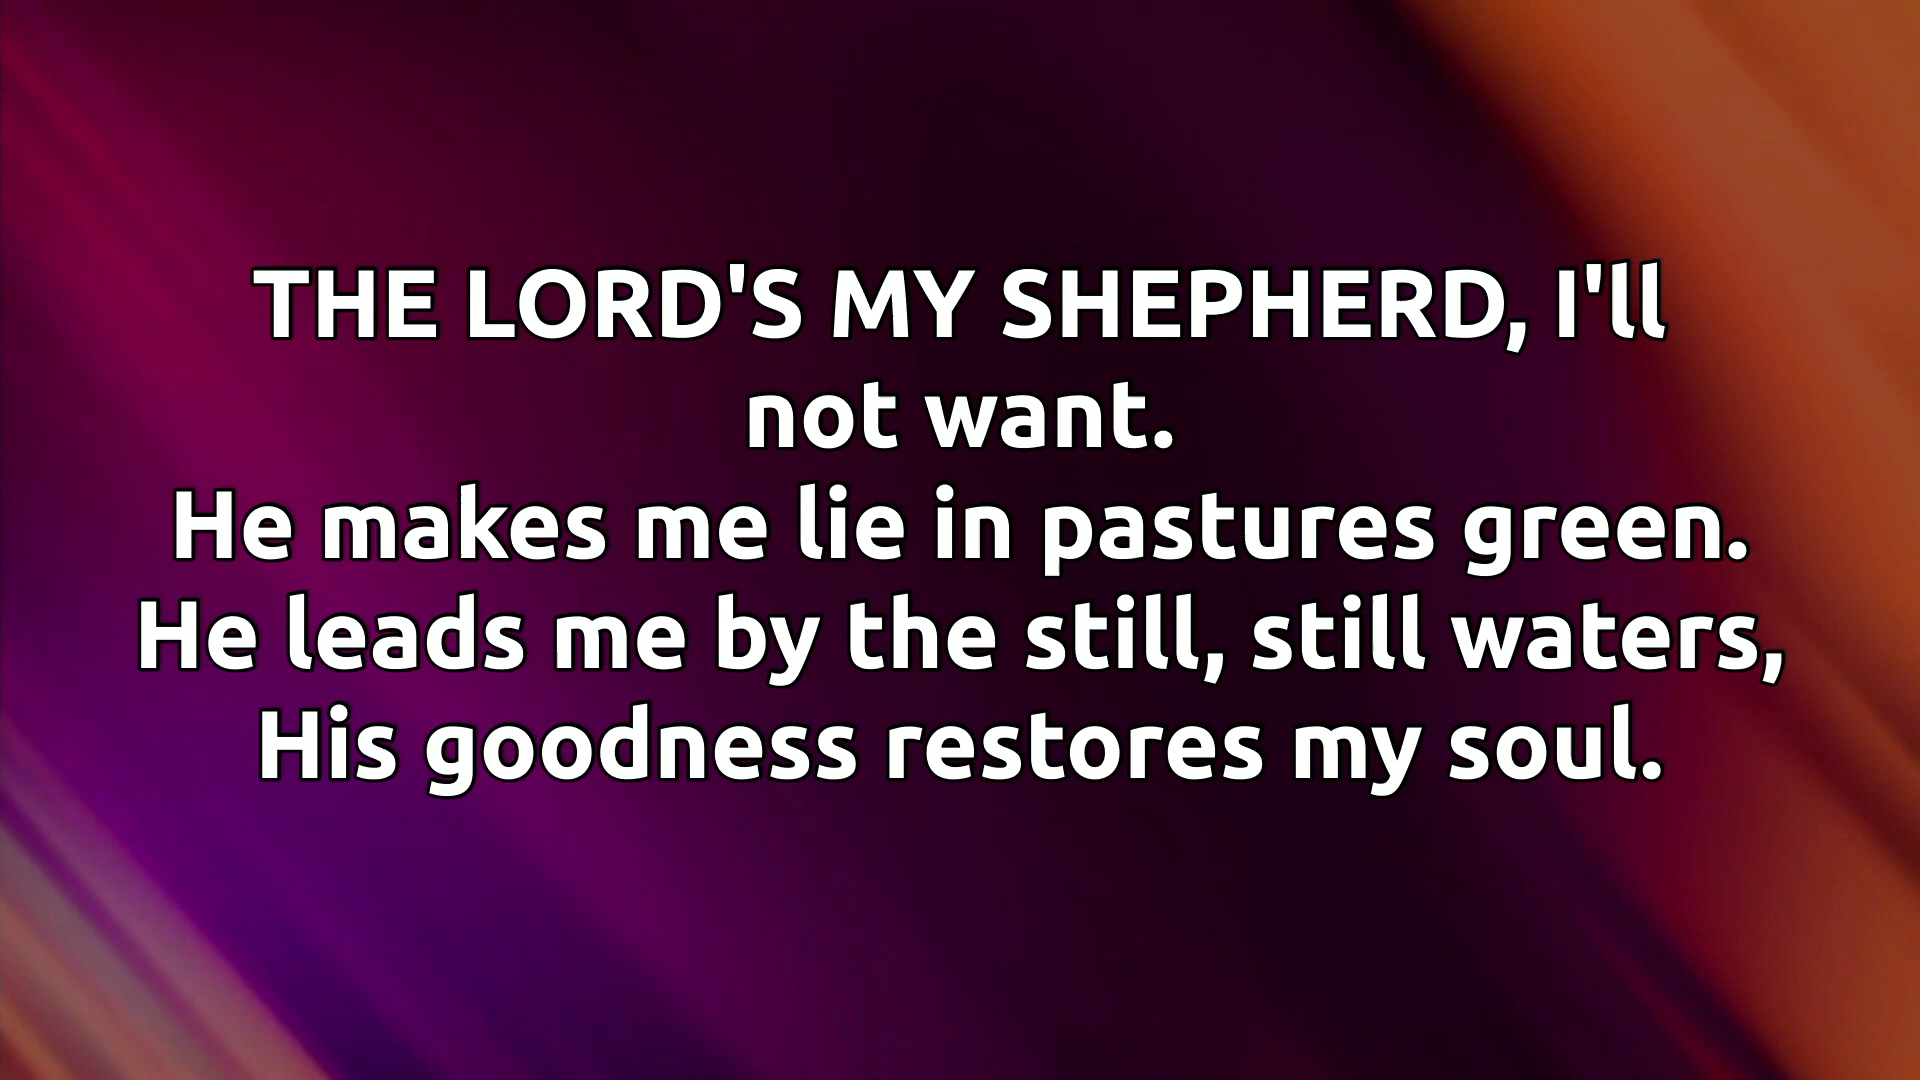 THE LORD'S MY SHEPHERD, I'll
not want.
He makes me lie in pastures green.
He leads me by the still, still waters,
His goodness restores my soul.